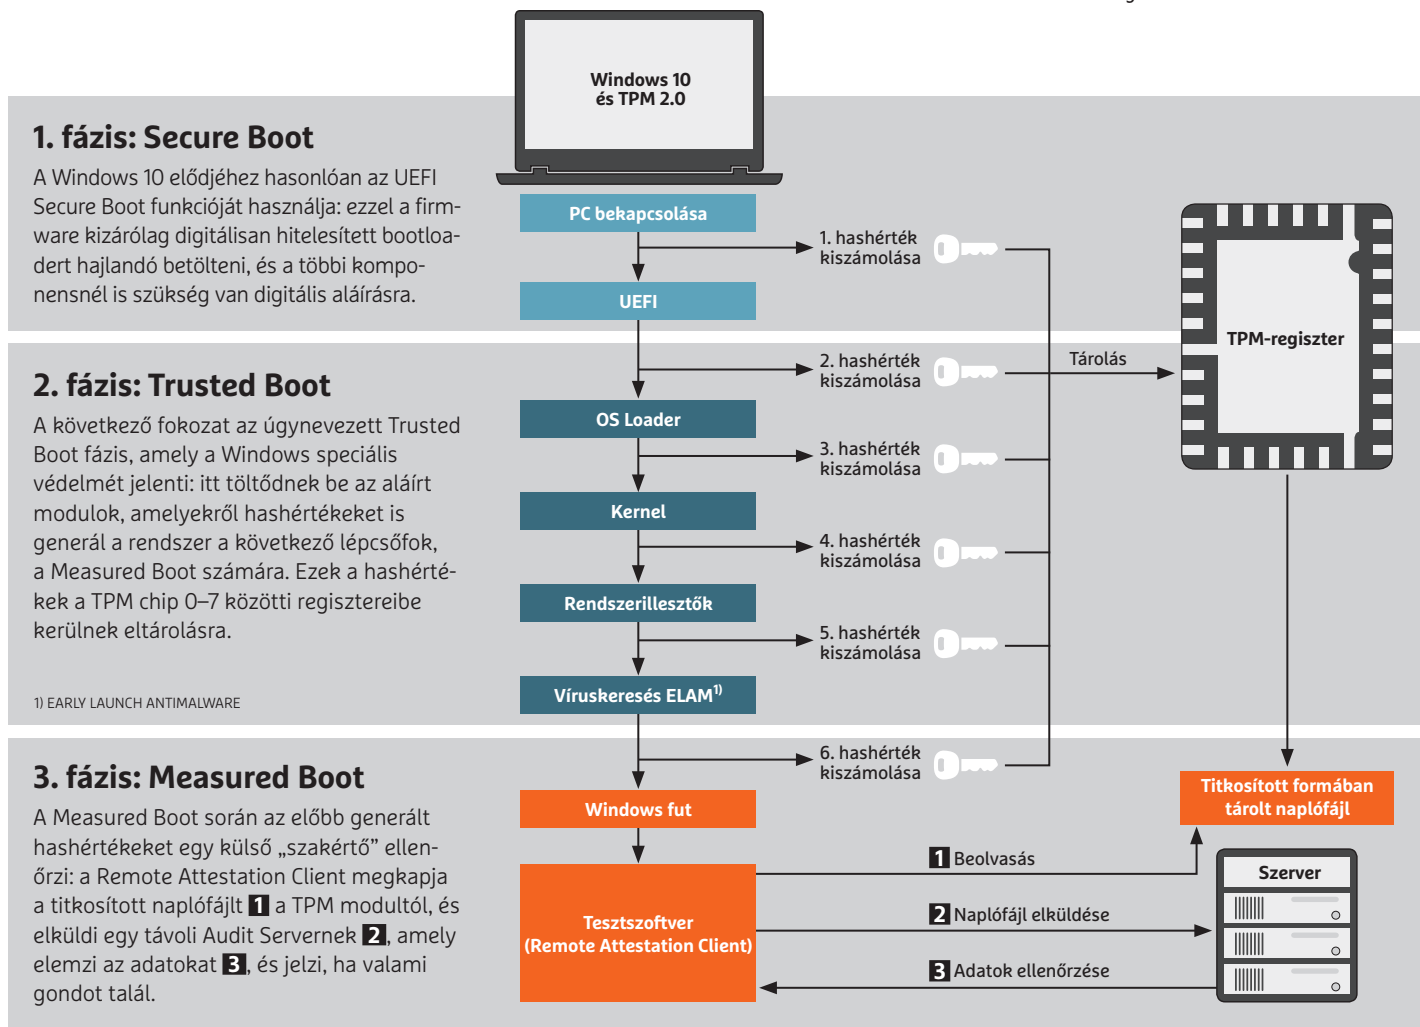 Windows 10
és TPM 2.0
1. fázis: Secure Boot
A Windows 10 elődjéhez hasonlóan az UEFI
Secure Boot funkcióját használja: ezzel a firm-
ware kizárólag digitálisan hitelesített bootloa-
dert hajlandó betölteni, és a többi kompo-
nensnél is szükség van digitális aláírásra.
PC bekapcsolása
1. hashérték
kiszámolása
UEFI
TPM-regiszter
2. fázis: Trusted Boot
A következő fokozat az úgynevezett Trusted
Boot fázis, amely a Windows speciális
védelmét jelenti: itt töltődnek be az aláírt
modulok, amelyekről hashértékeket is
generál a rendszer a következő lépcsőfok,
a Measured Boot számára. Ezek a hashérté-
kek a TPM chip 0–7 közötti regisztereibe
kerülnek eltárolásra.
1) EARLY LAUNCH ANTIMALWARE
2. hashérték
kiszámolása
Tárolás
OS Loader
3. hashérték
kiszámolása
Kernel
4. hashérték
kiszámolása
Rendszerillesztők
5. hashérték
kiszámolása
Víruskeresés ELAM1)
3. fázis: Measured Boot
A Measured Boot során az előbb generált
hashértékeket egy külső „szakértő” ellen-
őrzi: a Remote Attestation Client megkapja
a titkosított naplófájlt 1 a TPM modultól, és
elküldi egy távoli Audit Servernek 2, amely
elemzi az adatokat 3, és jelzi, ha valami
gondot talál.
6. hashérték
kiszámolása
Windows fut
Titkosított formában
tárolt naplófájl
Tesztszoftver
(Remote Attestation Client)
1 Beolvasás
2 Naplófájl elküldése
3 Adatok ellenőrzése
Szerver